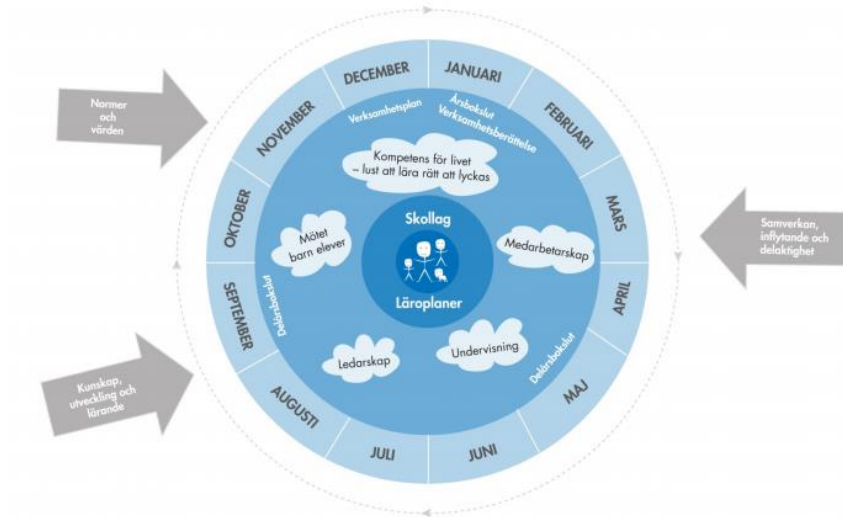 DECEMBER
JANUARI
FEBRUARI
MARS
APRIL
MAJ
JUNI
JULI
AUGUSTI
SEPTEMBER
OKTOBER
NOVEMBER
Verksamhetsplan
Årsbokslut
Verksamhetsberättelse
Delårsbokslut
Delårsbokslut
Kompetens för livet
– lust att lära rätt att lyckas
Mötet
barn elever
Medarbetarskap
Ledarskap
Undervisning
Skollag
Läroplaner
Normer
och
värden
Samverkan,
inflytande och
delaktighet
Kunskap,
utveckling och
lärande